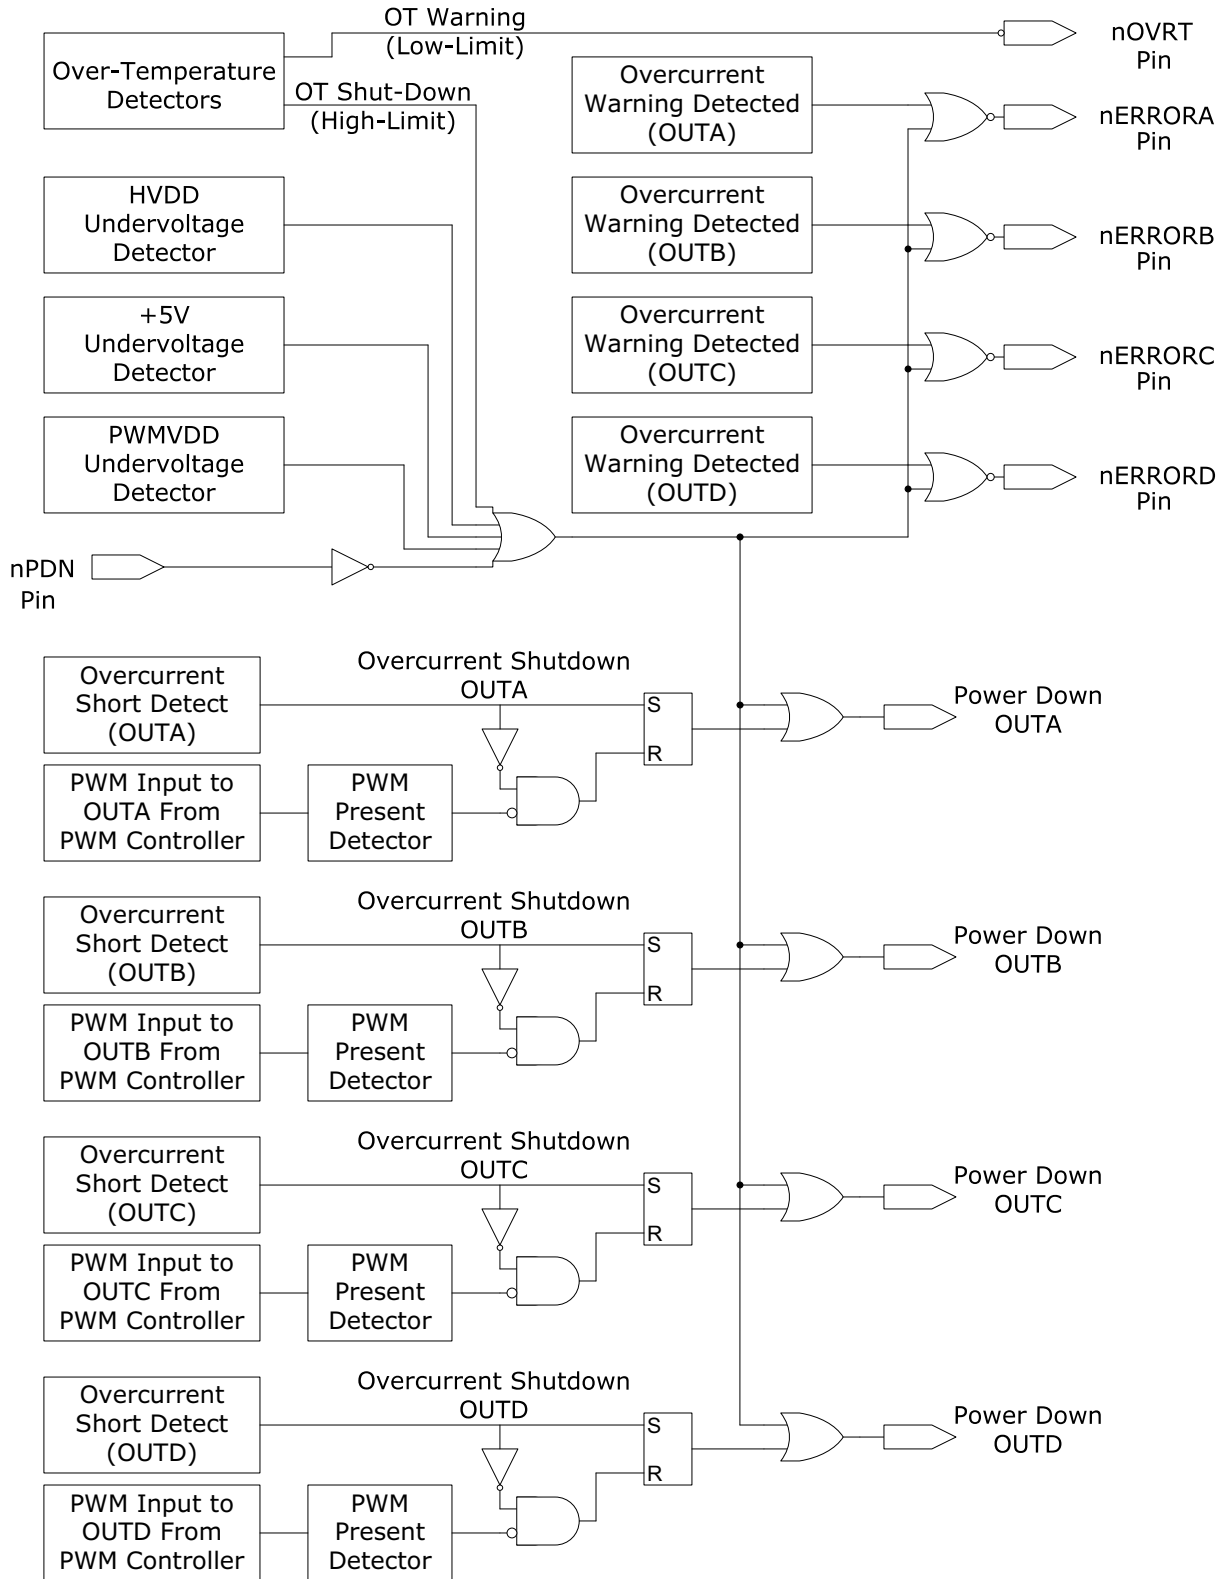 OT Warning
(Low-Limit)
nOVRT
Pin
Over-Temperature
Detectors
OT Shut-Down
(High-Limit)
Overcurrent
Warning Detected
(OUTA)
nERRORA
Pin
HVDD
Undervoltage
Detector
Overcurrent
Warning Detected
(OUTB)
nERRORB
Pin
+5V
Undervoltage
Detector
Overcurrent
Warning Detected
(OUTC)
nERRORC
Pin
PWMVDD
Undervoltage
Detector
Overcurrent
Warning Detected
(OUTD)
nERRORD
Pin
nPDN
Pin
Overcurrent
Short Detect
(OUTA)
Overcurrent Shutdown
OUTA
S
R
Power Down
OUTA
PWM Input to
OUTA From
PWM Controller
PWM
Present
Detector
Overcurrent
Short Detect
(OUTB)
Overcurrent Shutdown
OUTB
S
R
Power Down
OUTB
PWM Input to
OUTB From
PWM Controller
PWM
Present
Detector
Overcurrent
Short Detect
(OUTC)
Overcurrent Shutdown
OUTC
S
R
Power Down
OUTC
PWM Input to
OUTC From
PWM Controller
PWM
Present
Detector
Overcurrent
Short Detect
(OUTD)
Overcurrent Shutdown
OUTD
S
R
Power Down
OUTD
PWM Input to
OUTD From
PWM Controller
PWM
Present
Detector